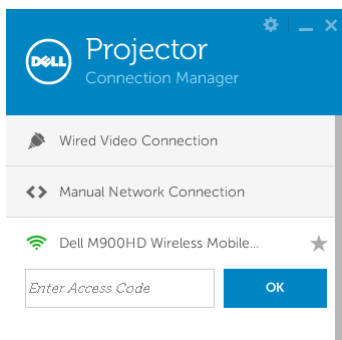 DELL
Projector
Connection Manager
Wired Video Connection
Manual Network Connection
Dell M900HD Wireless Mobile...
Enter Access Code
OK